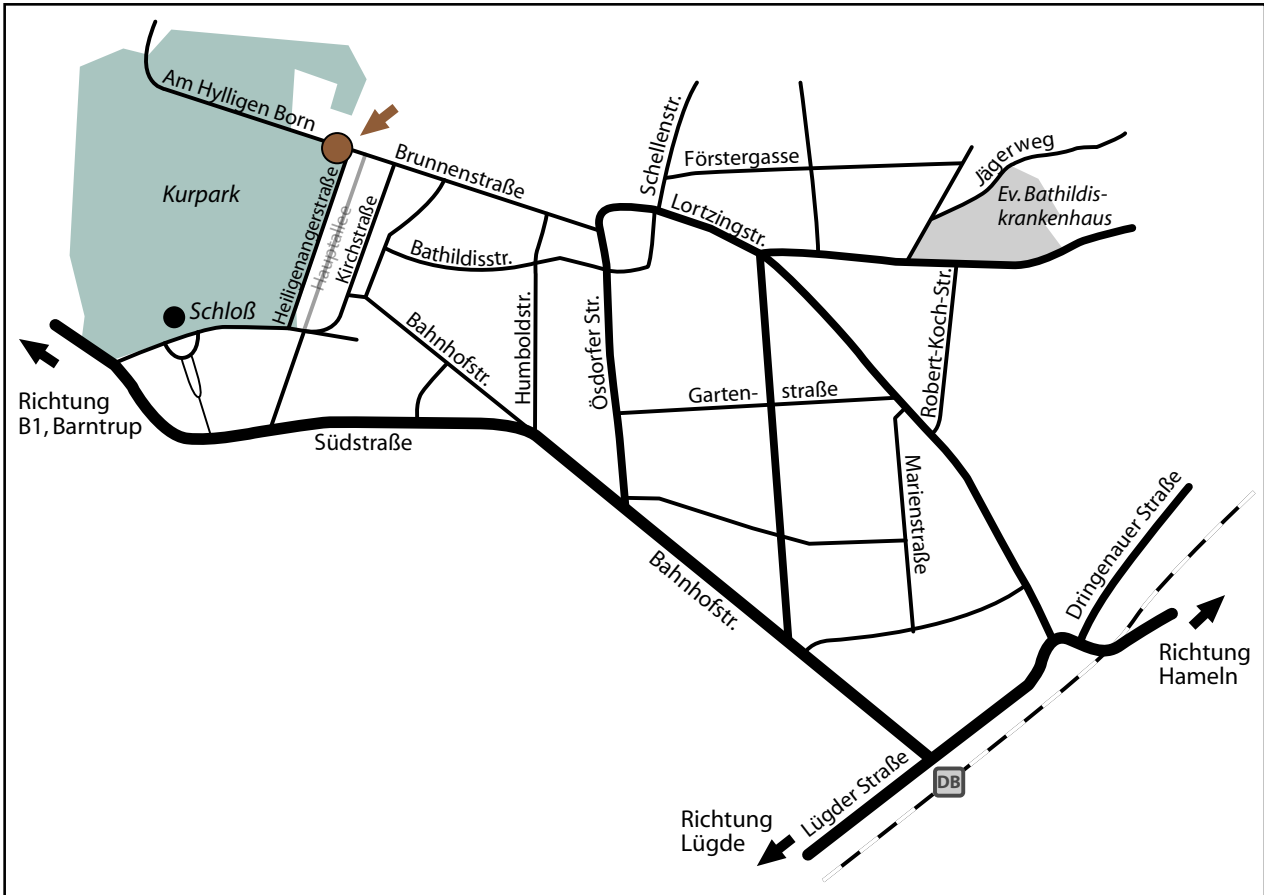 Am Hylligen Born
Brunnenstraße
Schellenstr.
Förstergasse
Jägerweg
Ev. Bathildis-
krankenhaus
Kurpark
Heiligenangerstraße
Hauptallee
Kirchstraße
Lortzingstr.
Bathildisstr.
Schloß
Bahnhofstr.
Humboldstr.
Ösdorfer Str.
Robert-Koch-Str.
Garten-
straße
Richtung
B1, Barntrup
Südstraße
Marienstraße
Dringenauer Straße
Bahnhofstr.
Richtung
Hameln
Lügder Straße
DB
Richtung
Lügde